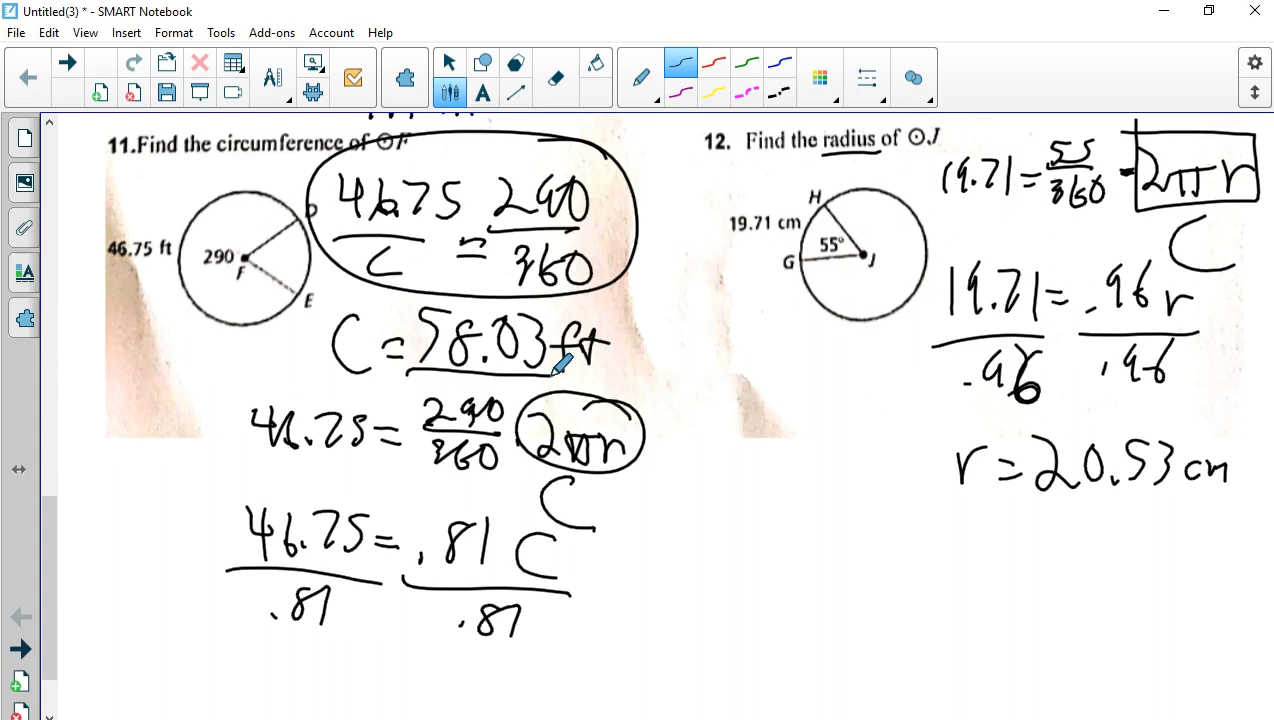 Untitled(3) * - SMART Notebook
File Edit View Insert Format Tools Add-ons Account Help
11.Find the circumference of ⊙F
46.75 / C = 290 / 360
D
46.75 ft
290
F
E
C = 58.03 ft
46.75 = 290/360 2πr
C
46.75 = .81 C
.81 .81
12. Find the radius of ⊙J
19.71 = 55/360 - 2πr
C
H
19.71 cm
55°
G
J
19.71 = .96 r
.96 .96
r = 20.53 cm